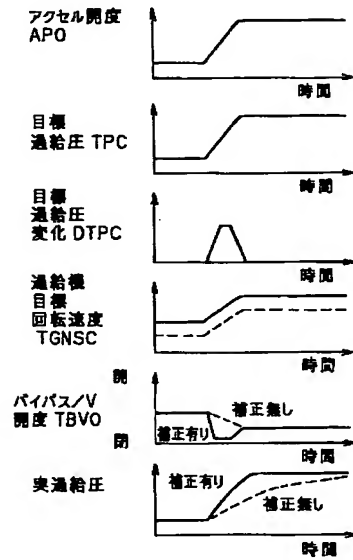 アクセル開度
APO
時間
目標
過給圧 TPC
時間
目標
過給圧
変化 DTPC
時間
過給機
目標
回転速度
TGNSC
時間
開
バイパス/V
開度 TBVO
閉
補正無し
補正有り
時間
実過給圧
補正有り
補正無し
時間